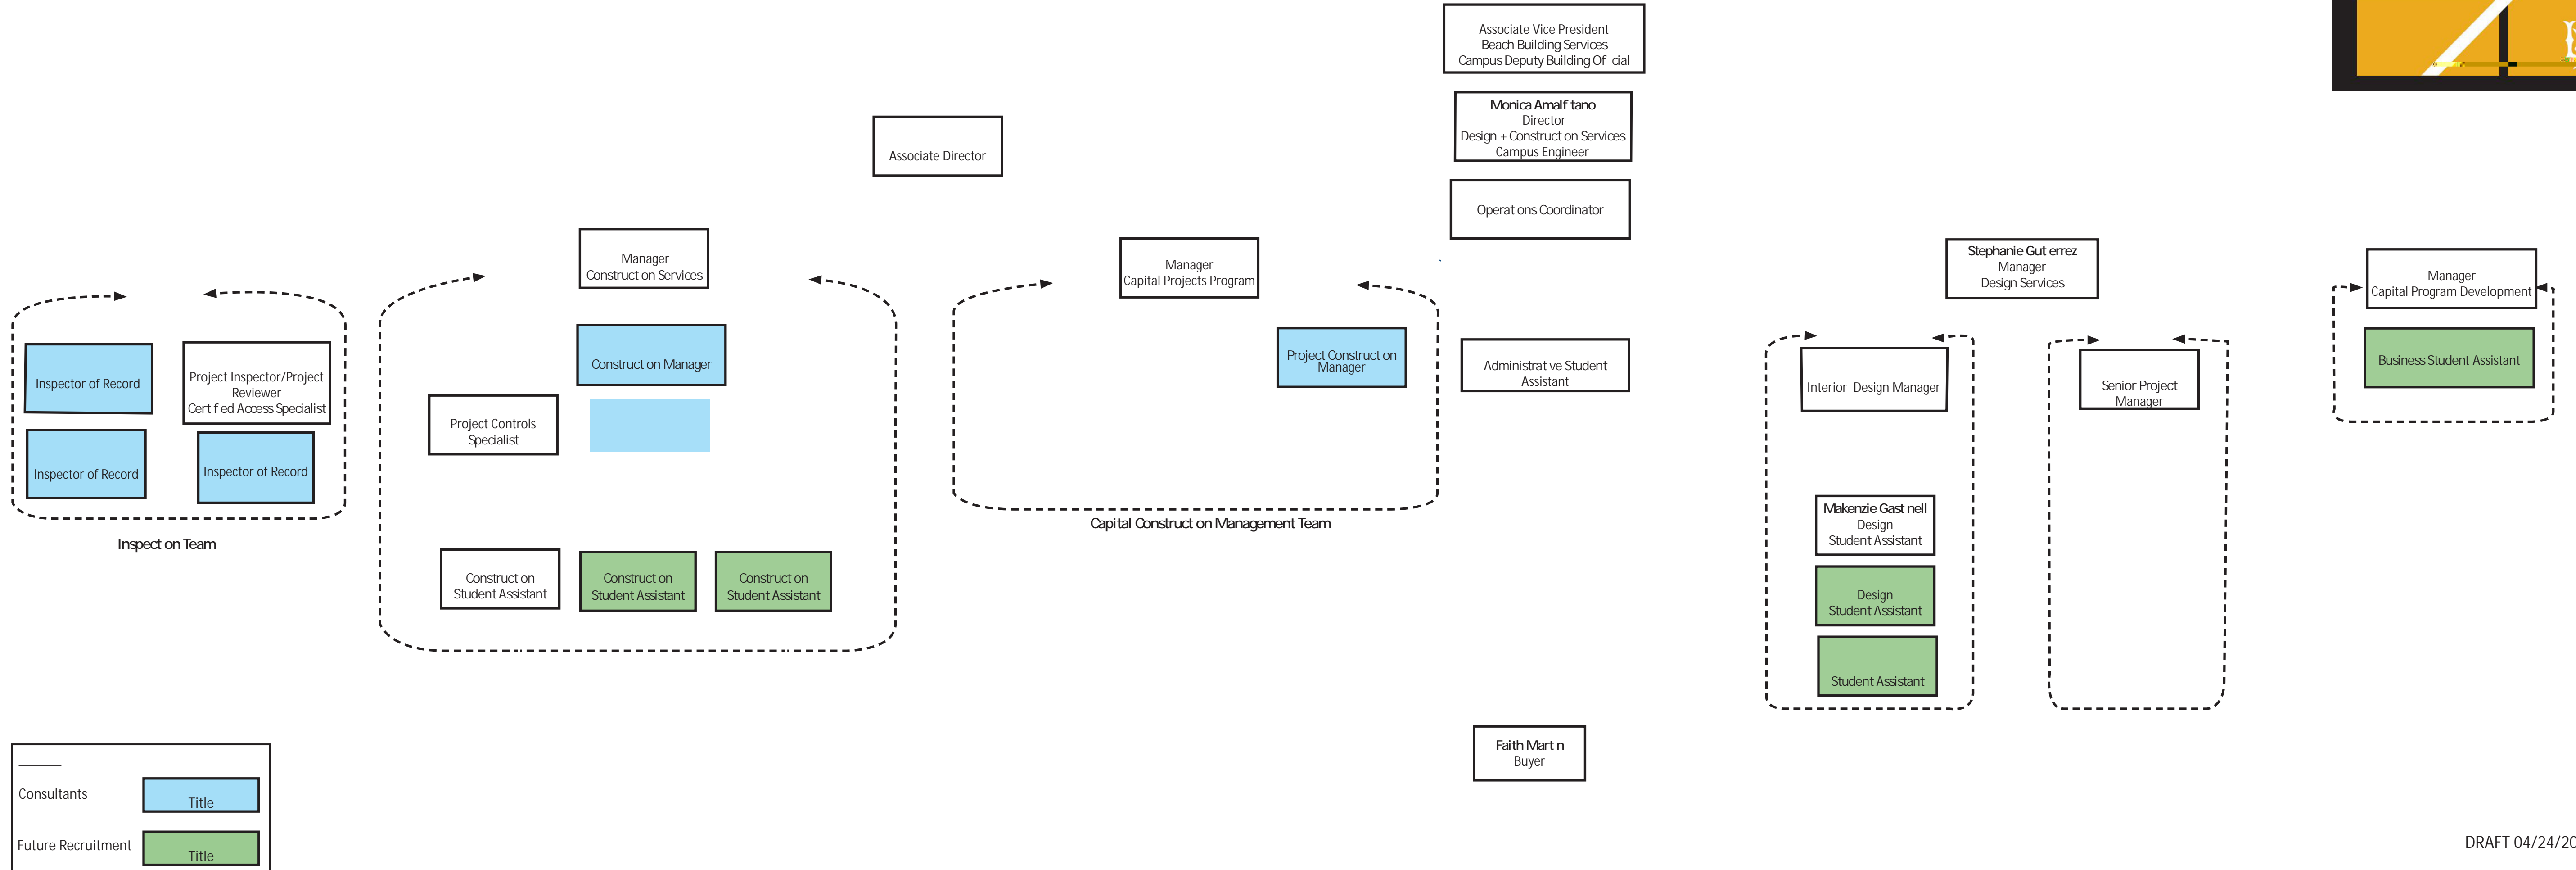 Associate Vice President
Beach Building Services
Campus Deputy Building Of cial
Monica Amalf tano
Director
Design + Construct on Services
Campus Engineer
Associate Director
Operat ons Coordinator
Manager
Construct on Services
Manager
Capital Projects Program
Stephanie Gut errez
Manager
Design Services
Manager
Capital Program Development
Inspector of Record
Project Inspector/Project
Reviewer
Cert f ed Access Specialist
Inspector of Record
Inspector of Record
Inspect on Team
Construct on Manager
Project Controls
Specialist
Construct on
Student Assistant
Construct on
Student Assistant
Construct on
Student Assistant
Project Construct on
Manager
Capital Construct on Management Team
Administrat ve Student
Assistant
Interior Design Manager
Senior Project
Manager
Business Student Assistant
Makenzie Gast nell
Design
Student Assistant
Design
Student Assistant
Student Assistant
Faith Mart n
Buyer
Consultants
Title
Future Recruitment
Title
DRAFT 04/24/20